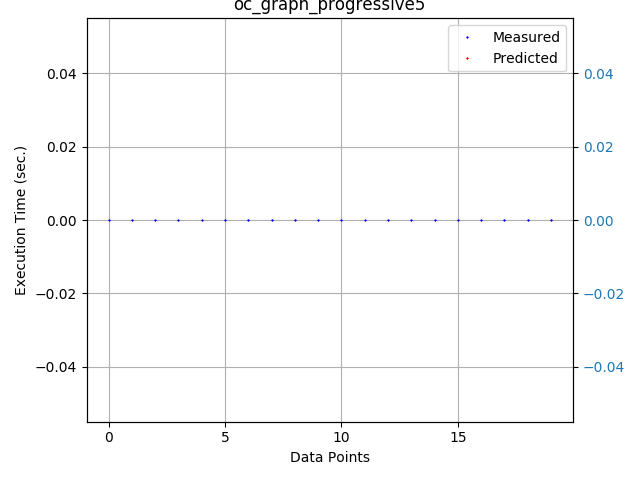 oc_graph_progressive5
Measured
Predicted
0.04
0.02
0.00
−0.02
−0.04
0.04
0.02
0.00
−0.02
−0.04
Execution Time (sec.)
0 5 10 15
Data Points